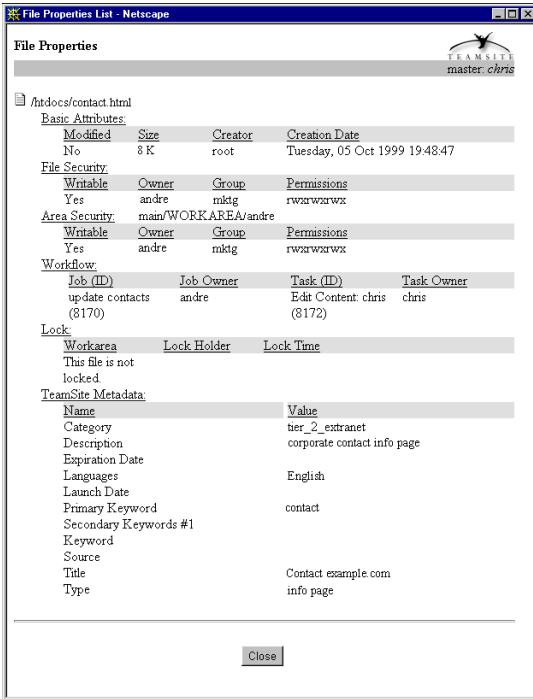 File Properties List - Netscape
File Properties
TEAMSITE
master: chris
/htdocs/contact.html
Basic Attributes:
Modified Size Creator Creation Date
No 8 K root Tuesday, 05 Oct 1999 19:48:47
File Security:
Writable Owner Group Permissions
Yes andre mktg rwxrwxrwx
Area Security: main/WORKAREA/andre
Writable Owner Group Permissions
Yes andre mktg rwxrwxrwx
Workflow:
Job (ID) Job Owner Task (ID) Task Owner
update contacts andre Edit Content: chris chris
(8170) (8172)
Lock:
Workarea Lock Holder Lock Time
This file is not
locked.
TeamSite Metadata:
Name Value
Category tier_2_extranet
Description corporate contact info page
Expiration Date
Languages English
Launch Date
Primary Keyword contact
Secondary Keywords #1
Keyword
Source
Title Contact example.com
Type info page
Close